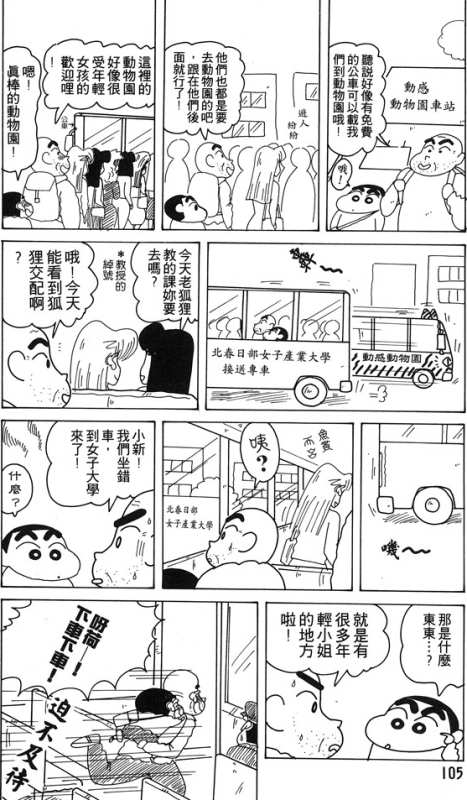 聽說好像有免費
的公車可以載我
們到動物園哦！
哦！
動感
動物園車站
他們也都是要
去動物園的吧
，跟在他們後
面就行了！
遊人
紛紛
這裡的
動物園
好像很
受年輕
女孩的
歡迎哩
嗯！
真棒的動物園！
北春日部女子產業大學
接送專車
動感動物園
今天老狐狸
教的課妳要
去嗎？
*教授的
綽號
哦！今天
能看到狐
狸交配啊
？
嘰～
魚貫
而出
咦？
北春日部
女子產業大學
小新！
我們坐錯
車，
到女子大學
來了！
什麼？
那是什麼
東東…？
就是有
很多年
輕小姐
的地方
啦！
呀荷！
下車下車！
迫不及待
105